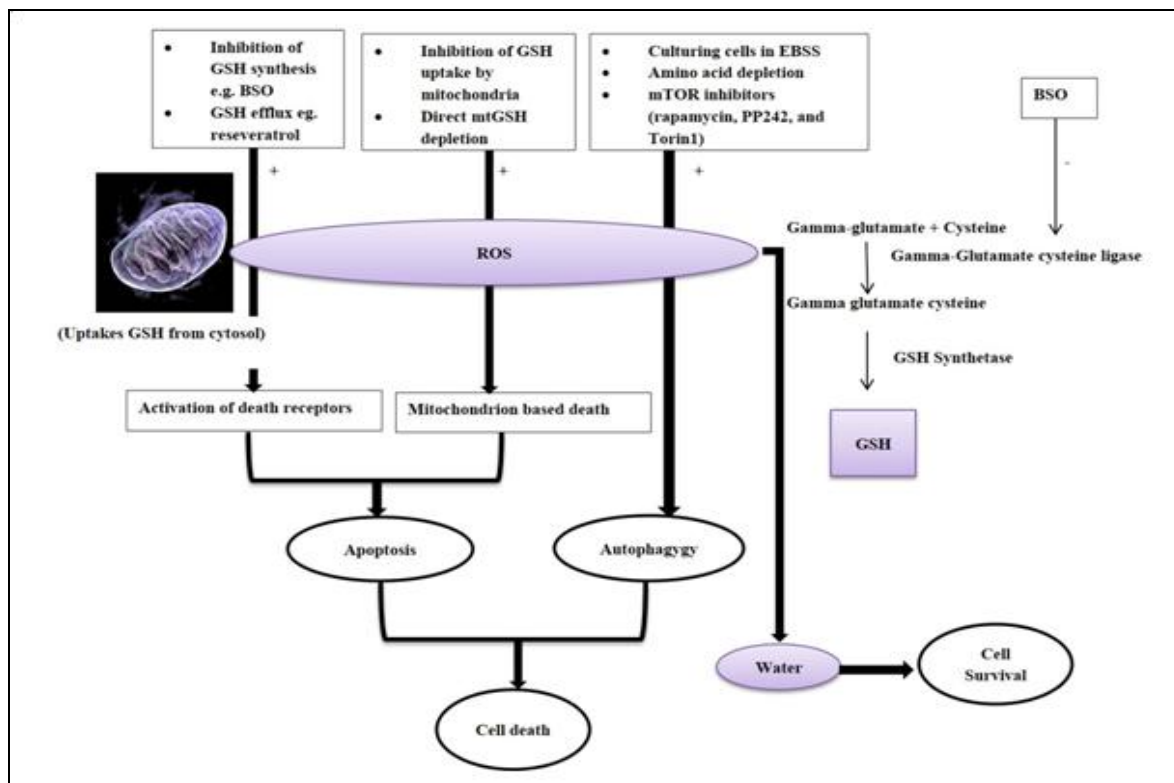 • Inhibition of
GSH synthesis
e.g. BSO
• GSH efflux eg.
reseveratrol
• Inhibition of GSH
uptake by
mitochondria
• Direct mtGSH
depletion
• Culturing cells in EBSS
• Amino acid depletion
• mTOR inhibitors
(rapamycin, PP242, and
Torin1)
BSO
+
+
+
-
Gamma-glutamate + Cysteine
Gamma-Glutamate cysteine ligase
ROS
Gamma glutamate cysteine
(Uptakes GSH from cytosol)
GSH Synthetase
Activation of death receptors
Mitochondrion based death
GSH
Apoptosis
Autophagygy
Water
Cell
Survival
Cell death